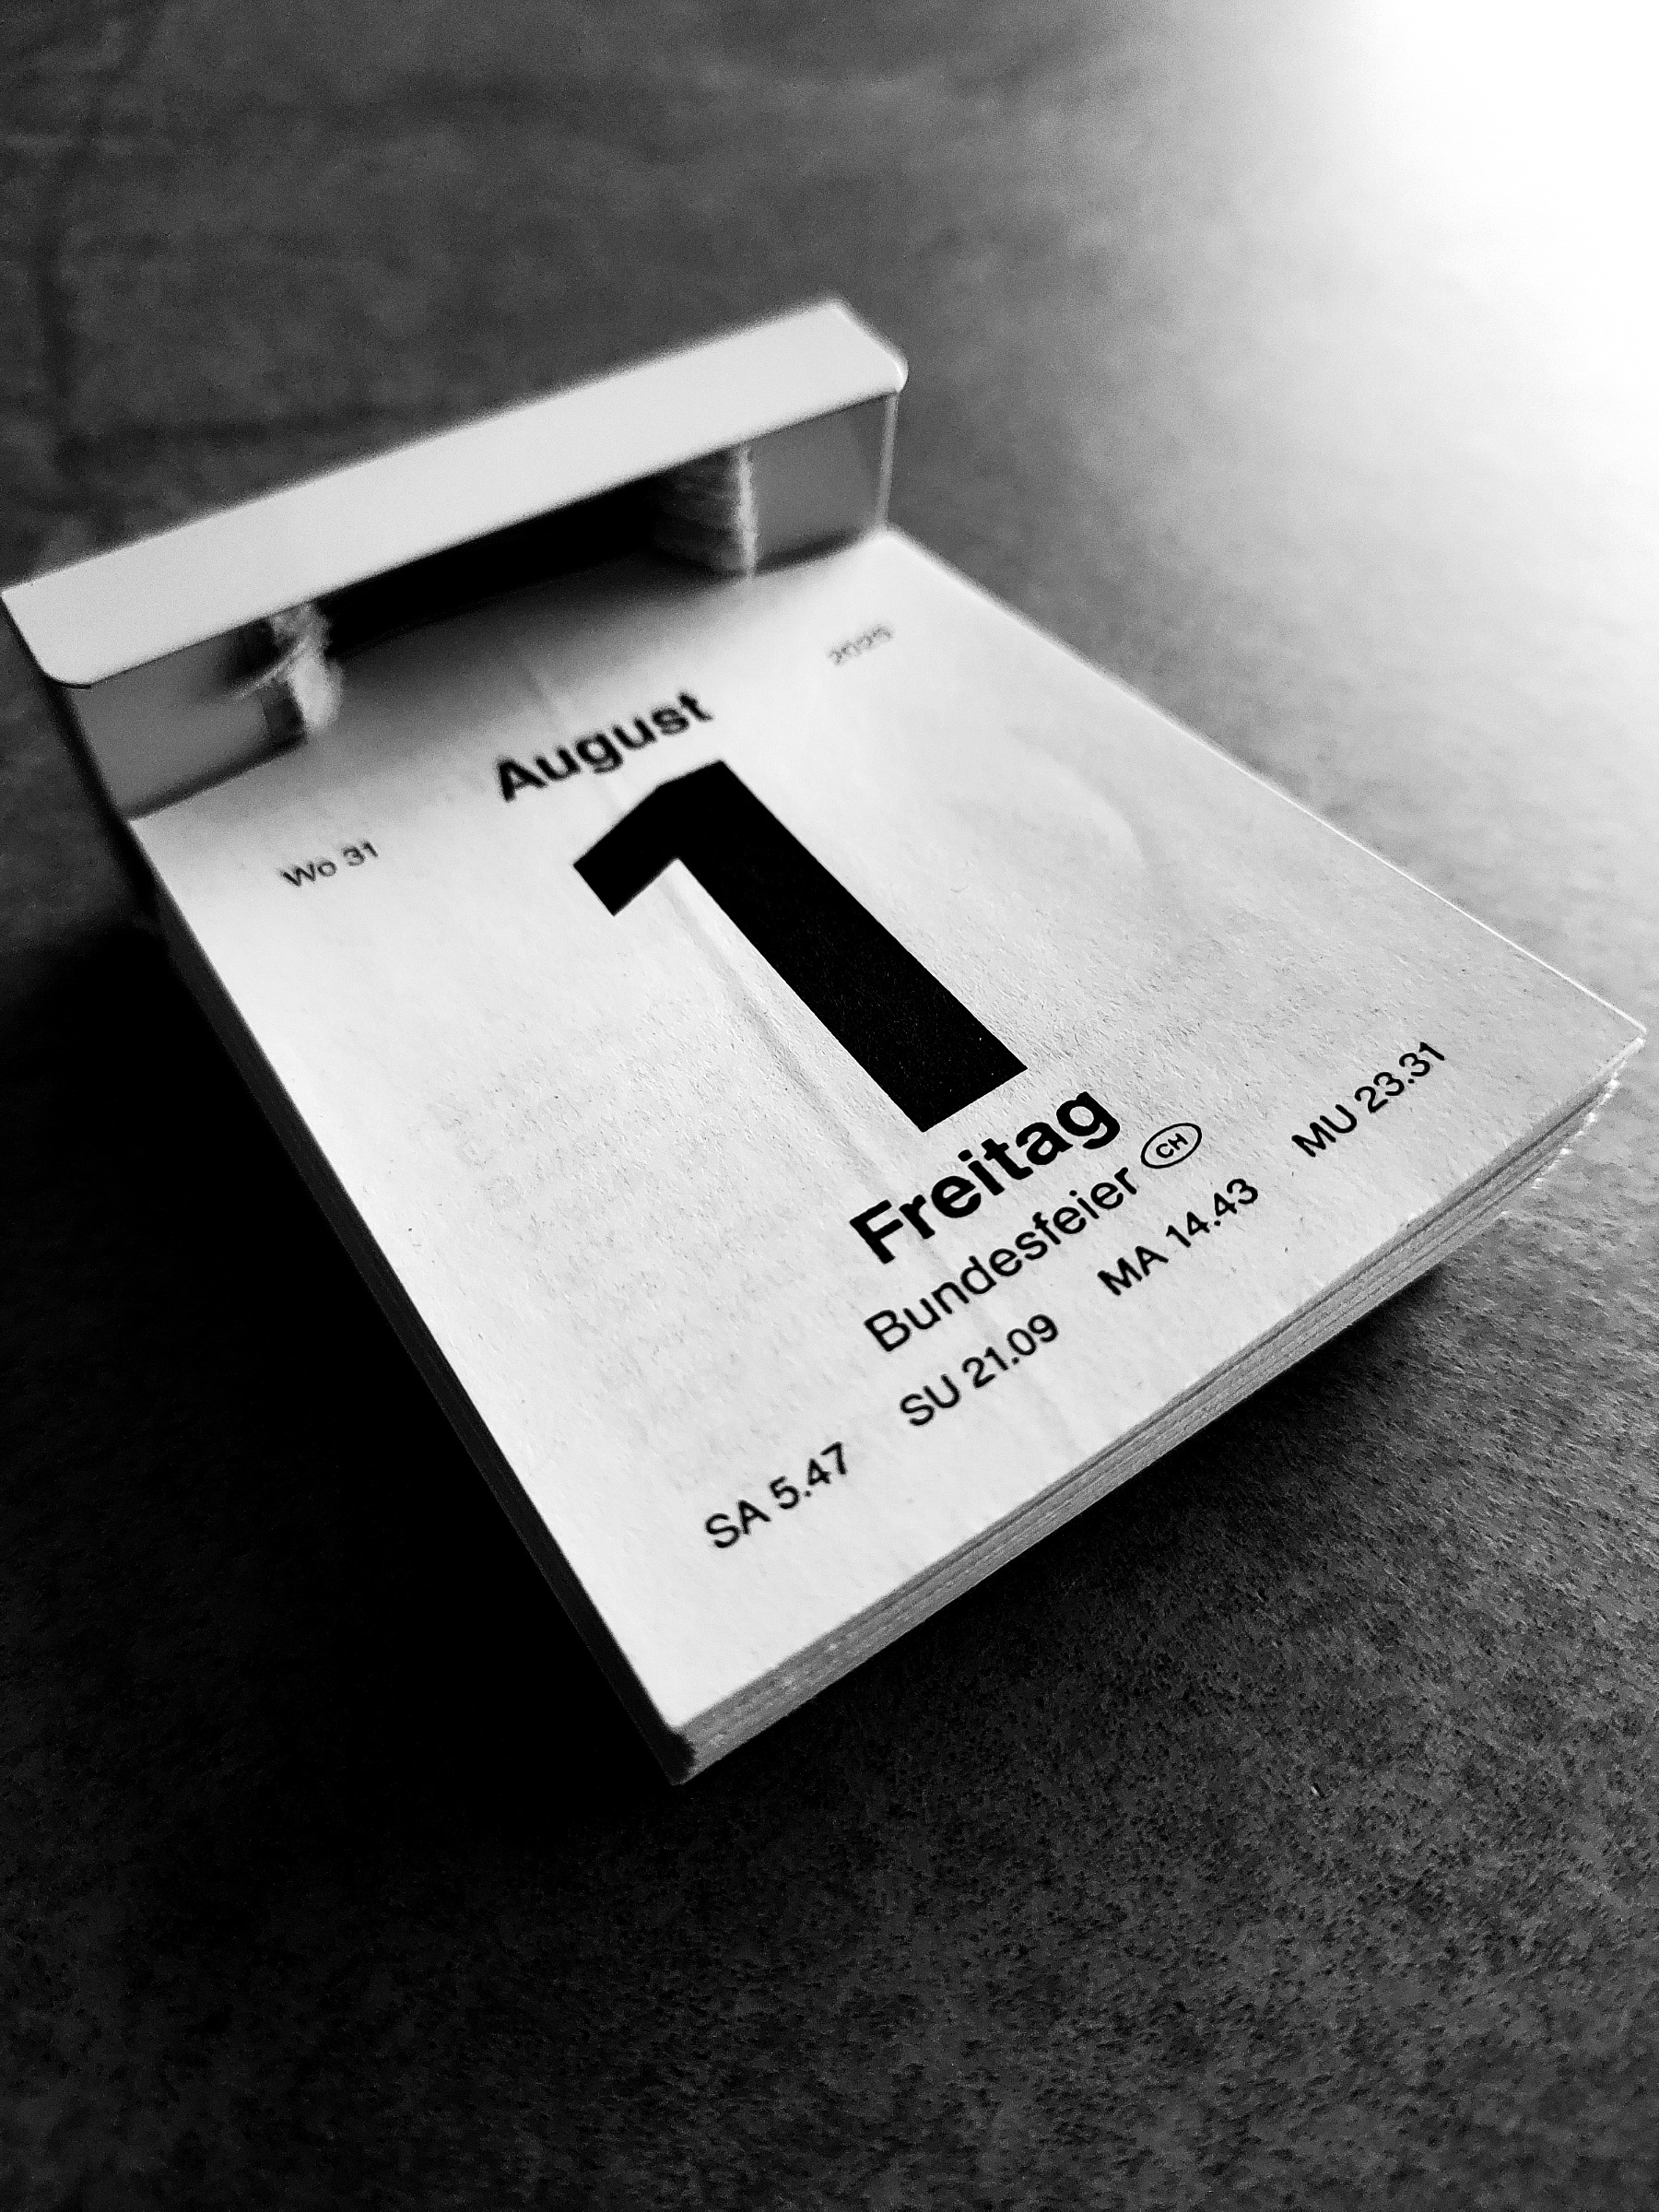 August 2025
Wo 31
1
Freitag
Bundesfeier CH
SA 5.47 SU 21.09 MA 14.43 MU 23.31